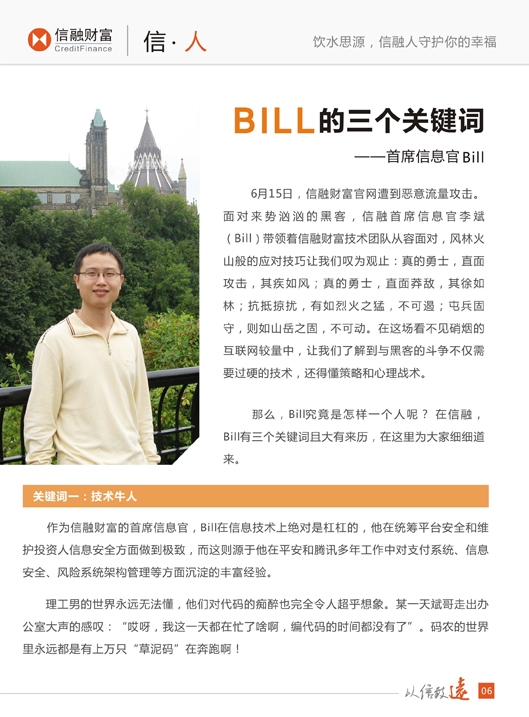 信融财富
CreditFinance
信·人
饮水思源，信融人守护你的幸福
BILL的三个关键词
——首席信息官Bill
6月15日，信融财富官网遭到恶意流量攻击。
面对来势汹汹的黑客，信融首席信息官李斌
（Bill）带领着信融财富技术团队从容面对，风林火
山般的应对技巧让我们叹为观止：真的勇士，直面
攻击，其疾如风；真的勇士，直面莽敌，其徐如
林；抗抵掠扰，有如烈火之猛，不可遏；屯兵固
守，则如山岳之固，不可动。在这场看不见硝烟的
互联网较量中，让我们了解到与黑客的斗争不仅需
要过硬的技术，还得懂策略和心理战术。
那么，Bill究竟是怎样一个人呢？在信融，
Bill有三个关键词且大有来历，在这里为大家细细道
来。
关键词一：技术牛人
作为信融财富的首席信息官，Bill在信息技术上绝对是杠杠的，他在统筹平台安全和维
护投资人信息安全方面做到极致，而这则源于他在平安和腾讯多年工作中对支付系统、信息
安全、风险系统架构管理等方面沉淀的丰富经验。
理工男的世界永远无法懂，他们对代码的痴醉也完全令人超乎想象。某一天斌哥走出办
公室大声的感叹：“哎呀，我这一天都在忙了啥啊，编代码的时间都没有了”。码农的世界
里永远都是有上万只“草泥码”在奔跑啊！
从信致远
06